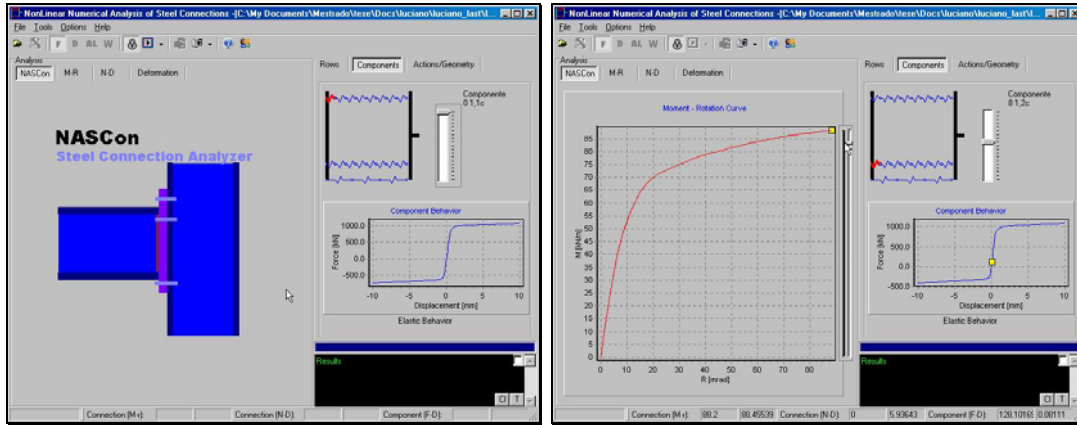 NonLinear Numerical Analysis of Steel Connections -[C:\My Documents\Mestrado\tese\Docs\luciano\luciano_last\
File Tools Options Help
F D AL W
Analysis
NASCon M-R N-D Deformation
Rows Components Actions/Geometry
NASCon
Steel Connection Analyzer
Componente
0 1,1c
Component Behavior
Force [kN]
1000.0
500.0
0.0
-500.0
-10 -5 0 5 10
Displacement [mm]
Elastic Behavior
Results
Cl T
Connection (M-r): Connection (N-D): Component (F-D):
NonLinear Numerical Analysis of Steel Connections -[C:\My Documents\Mestrado\tese\Docs\luciano\luciano_last\
File Tools Options Help
F D AL W
Analysis
NASCon M-R N-D Deformation
Rows Components Actions/Geometry
Moment - Rotation Curve
M [kN/m]
85
80
75
70
65
60
55
50
45
40
35
30
25
20
15
10
5
0
0 10 20 30 40 50 60 70 80
R [mrad]
Componente
0 1,2c
Component Behavior
Force [kN]
1000.0
500.0
0.0
-500.0
-10 -5 0 5 10
Displacement [mm]
Elastic Behavior
Results
Cl T
Connection (M-r): 88.2 88.45539 Connection (N-D): 0 5.93643 Component (F-D): 128.1016 0.08111